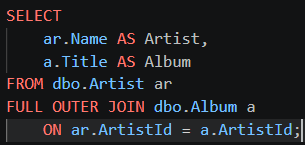 SELECT
    ar.Name AS Artist,
    a.Title AS Album
FROM dbo.Artist ar
FULL OUTER JOIN dbo.Album a
    ON ar.ArtistId = a.ArtistId;